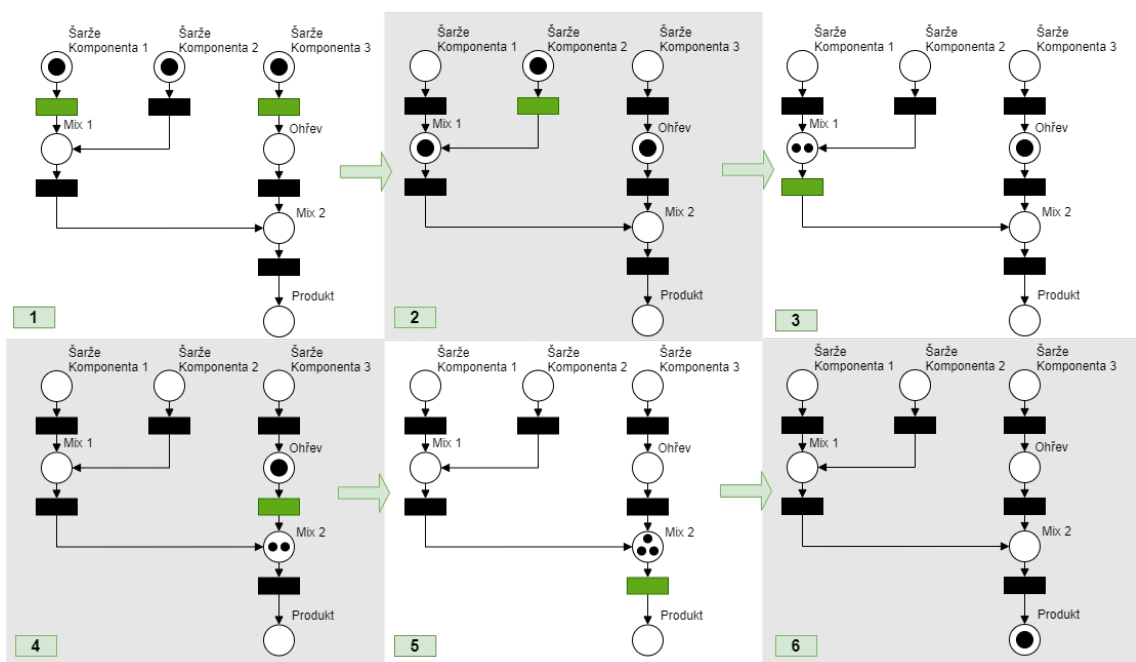 Šarže
Komponenta 1
Šarže
Komponenta 2
Šarže
Komponenta 3
Mix 1
Ohřev
Mix 2
Produkt
1
Šarže
Komponenta 1
Šarže
Komponenta 2
Šarže
Komponenta 3
Mix 1
Ohřev
Mix 2
Produkt
2
Šarže
Komponenta 1
Šarže
Komponenta 2
Šarže
Komponenta 3
Mix 1
Ohřev
Mix 2
Produkt
3
Šarže
Komponenta 1
Šarže
Komponenta 2
Šarže
Komponenta 3
Mix 1
Ohřev
Mix 2
Produkt
4
Šarže
Komponenta 1
Šarže
Komponenta 2
Šarže
Komponenta 3
Mix 1
Ohřev
Mix 2
Produkt
5
Šarže
Komponenta 1
Šarže
Komponenta 2
Šarže
Komponenta 3
Mix 1
Ohřev
Mix 2
Produkt
6